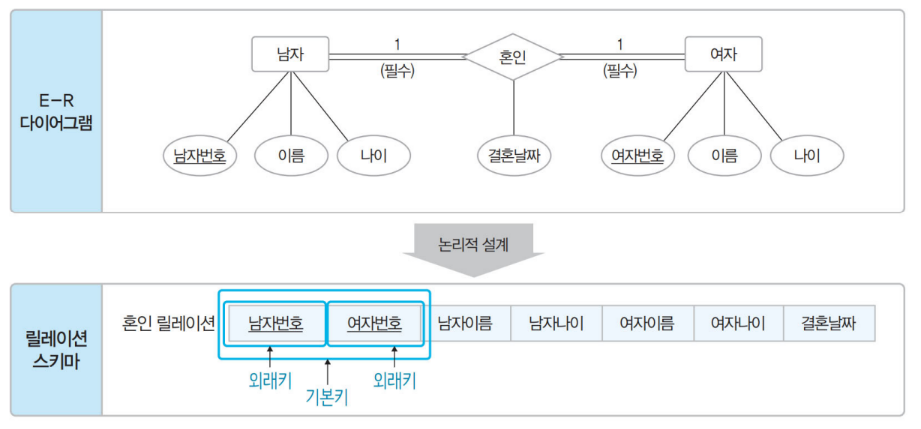 E-R
다이어그램
남자
1
(필수)
혼인
1
(필수)
여자
남자번호
이름
나이
결혼날짜
여자번호
이름
나이
논리적 설계
릴레이션
스키마
혼인 릴레이션
남자번호
여자번호
남자이름
남자나이
여자이름
여자나이
결혼날짜
외래키
기본키
외래키